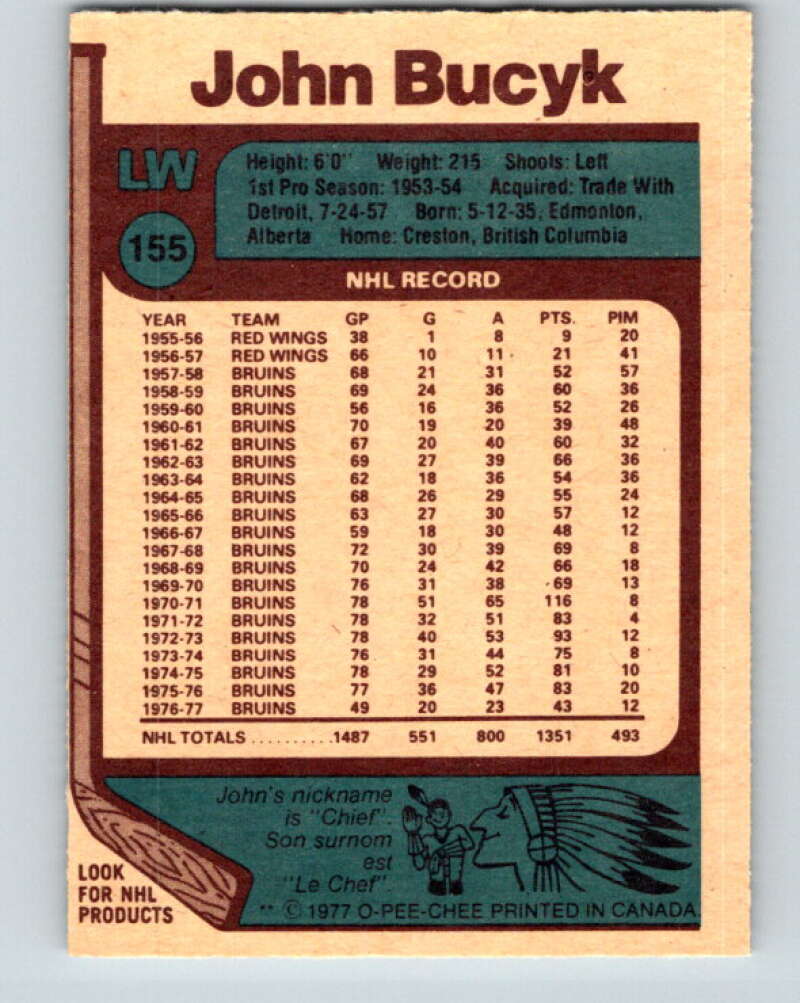 John Bucyk
LW
155
Height: 6'0" Weight: 215 Shoots: Left
1st Pro Season: 1953-54 Acquired: Trade With
Detroit, 7-24-57 Born: 5-12-35, Edmonton,
Alberta Home: Creston, British Columbia
NHL RECORD
YEAR TEAM GP G A PTS. PIM
1955-56 RED WINGS 38 1 8 9 20
1956-57 RED WINGS 66 10 11 21 41
1957-58 BRUINS 68 21 31 52 57
1958-59 BRUINS 69 24 36 60 36
1959-60 BRUINS 56 16 36 52 26
1960-61 BRUINS 70 19 20 39 48
1961-62 BRUINS 67 20 40 60 32
1962-63 BRUINS 69 27 39 66 36
1963-64 BRUINS 62 18 36 54 36
1964-65 BRUINS 68 26 29 55 24
1965-66 BRUINS 63 27 30 57 12
1966-67 BRUINS 59 18 30 48 12
1967-68 BRUINS 72 30 39 69 8
1968-69 BRUINS 70 24 42 66 18
1969-70 BRUINS 76 31 38 69 13
1970-71 BRUINS 78 51 65 116 8
1971-72 BRUINS 78 32 51 83 4
1972-73 BRUINS 78 40 53 93 12
1973-74 BRUINS 76 31 44 75 8
1974-75 BRUINS 78 29 52 81 10
1975-76 BRUINS 77 36 47 83 20
1976-77 BRUINS 49 20 23 43 12
NHL TOTALS ..........1487 551 800 1351 493
John's nickname
is "Chief".
Son surnom
est
"Le Chef".
LOOK
FOR NHL
PRODUCTS
** © 1977 O-PEE-CHEE PRINTED IN CANADA